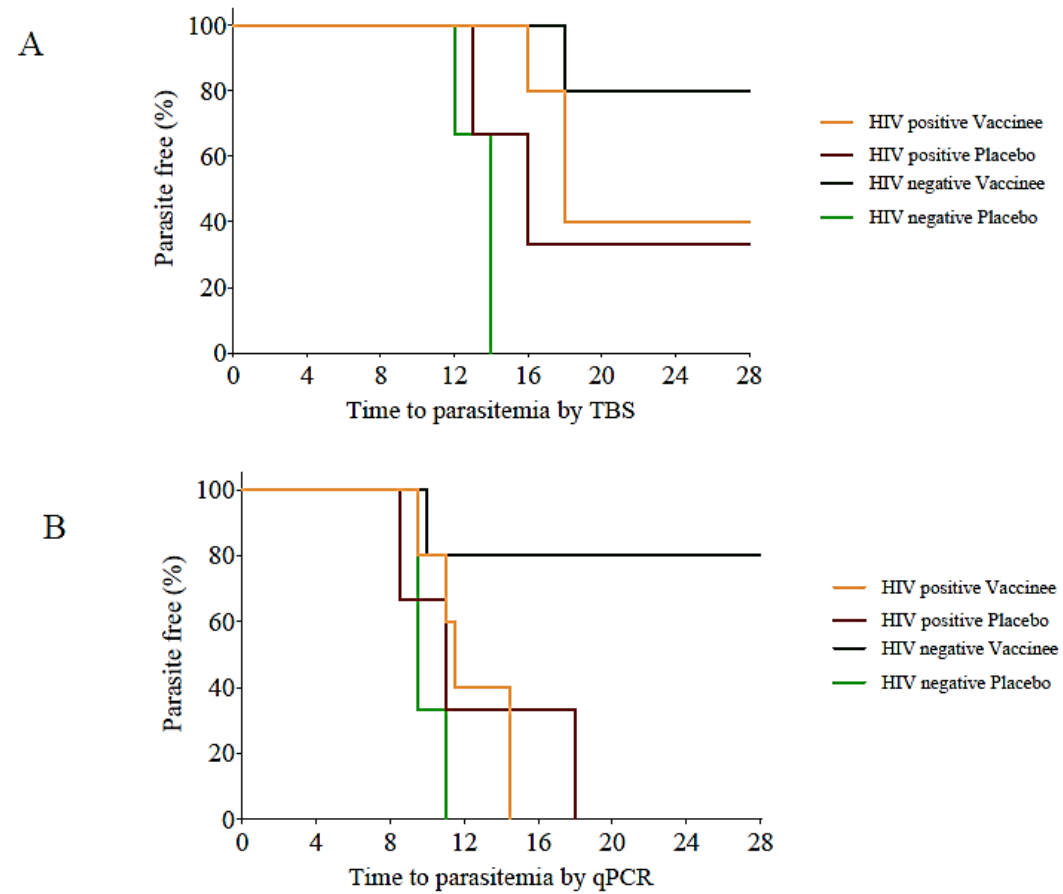 A
100
80
60
40
20
0
Parasite free (%)
0 4 8 12 16 20 24 28
Time to parasitemia by TBS
HIV positive Vaccinee
HIV positive Placebo
HIV negative Vaccinee
HIV negative Placebo
B
100
80
60
40
20
0
Parasite free (%)
0 4 8 12 16 20 24 28
Time to parasitemia by qPCR
HIV positive Vaccinee
HIV positive Placebo
HIV negative Vaccinee
HIV negative Placebo